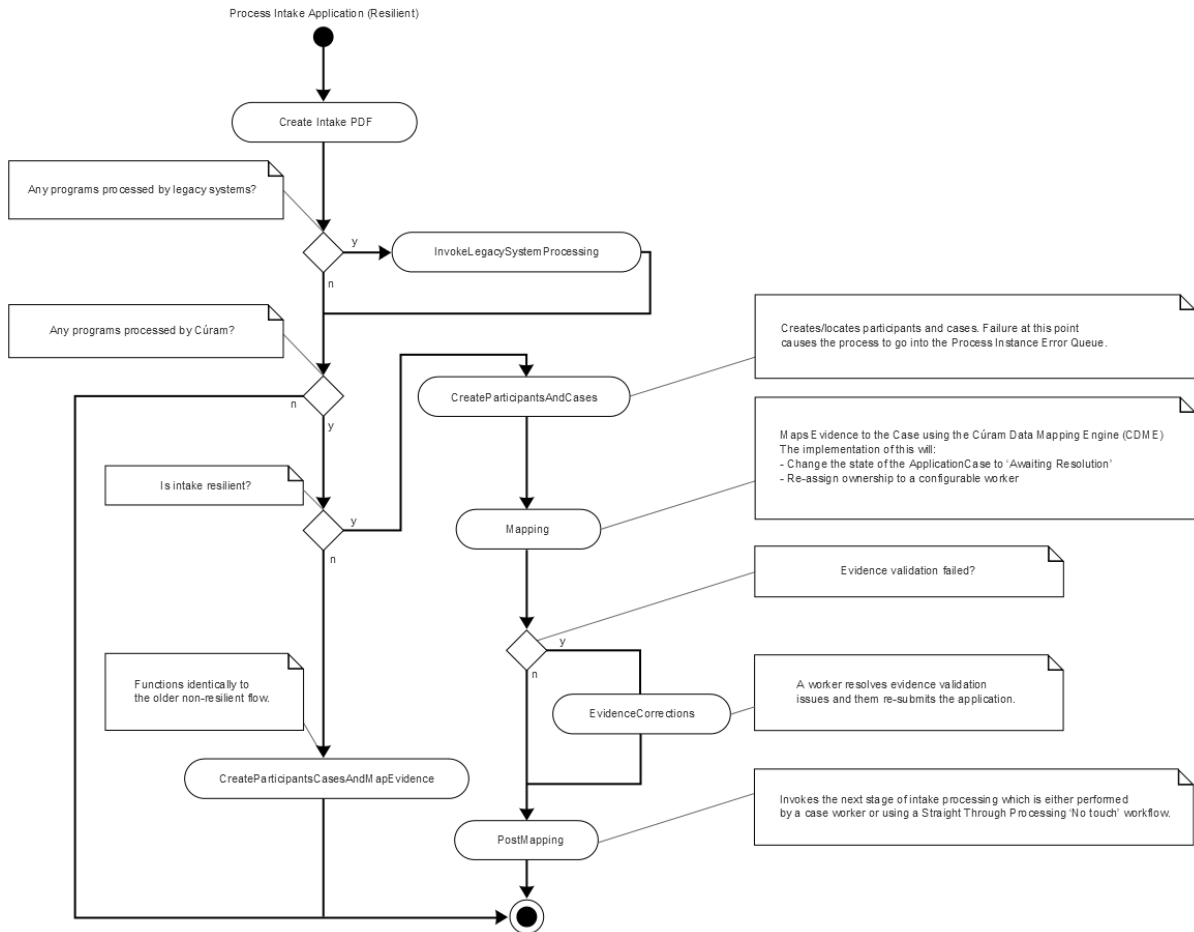 Process Intake Application (Resilient)
Create Intake PDF
Any programs processed by legacy systems?
y
InvokeLegacySystemProcessing
n
Any programs processed by Cúram?
n
y
Creates/locates participants and cases. Failure at this point
causes the process to go into the Process Instance Error Queue.
CreateParticipantsAndCases
Is intake resilient?
y
n
Maps Evidence to the Case using the Cúram Data Mapping Engine (CDME)
The implementation of this will:
- Change the state of the ApplicationCase to 'Awaiting Resolution'
- Re-assign ownership to a configurable worker
Mapping
Evidence validation failed?
y
n
Functions identically to
the older non-resilient flow.
A worker resolves evidence validation
issues and them re-submits the application.
EvidenceCorrections
CreateParticipantsCasesAndMapEvidence
Invokes the next stage of intake processing which is either performed
by a case worker or using a Straight Through Processing 'No touch' workflow.
PostMapping